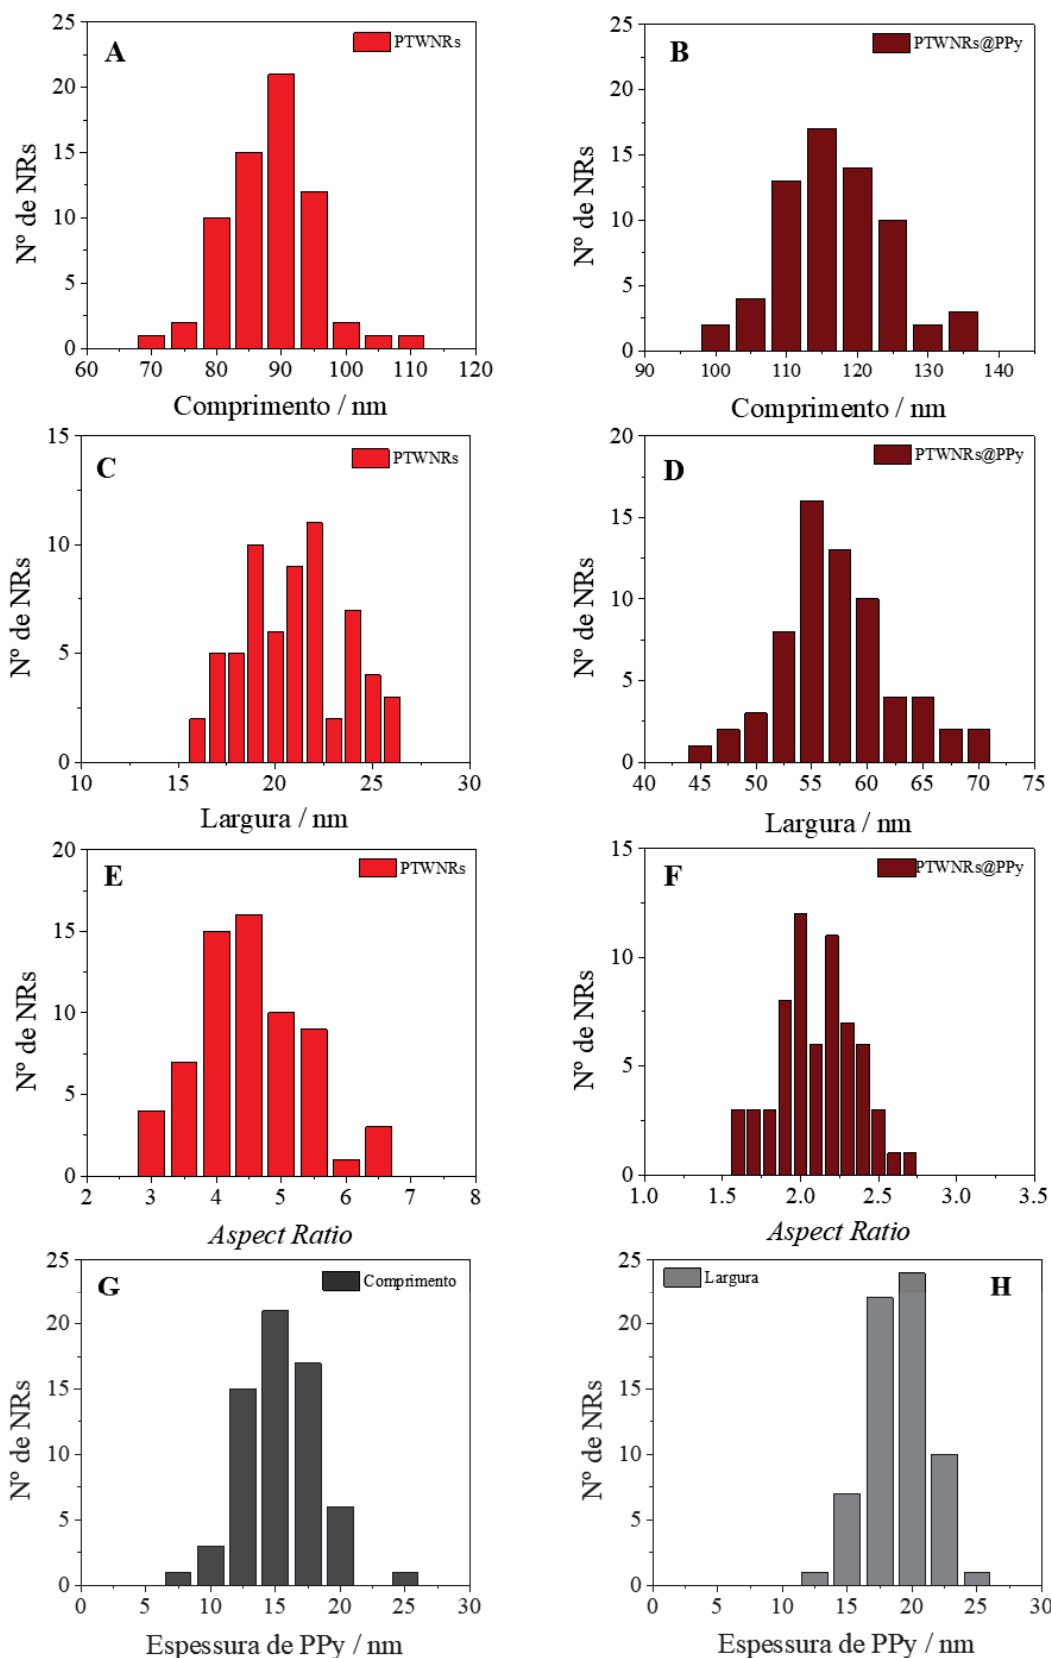 25
20
15
10
5
0
60 70 80 90 100 110 120
Nº de NRs
Comprimento / nm
A
PTWNRs
25
20
15
10
5
0
90 100 110 120 130 140
Nº de NRs
Comprimento / nm
B
PTWNRs@PPy
15
10
5
0
10 15 20 25 30
Nº de NRs
Largura / nm
C
PTWNRs
20
15
10
5
0
40 45 50 55 60 65 70 75
Nº de NRs
Largura / nm
D
PTWNRs@PPy
20
15
10
5
0
2 3 4 5 6 7 8
Nº de NRs
Aspect Ratio
E
PTWNRs
15
10
5
0
1.0 1.5 2.0 2.5 3.0 3.5
Nº de NRs
Aspect Ratio
F
PTWNRs@PPy
25
20
15
10
5
0
0 5 10 15 20 25 30
Nº de NRs
Espessura de PPy / nm
G
Comprimento
25
20
15
10
5
0
0 5 10 15 20 25 30
Nº de NRs
Espessura de PPy / nm
Largura
H